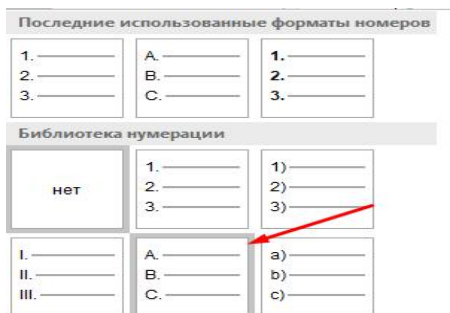 Последние использованные форматы номеров
1. A. 1.
2. B. 2.
3. C. 3.
Библиотека нумерации
нет
1. 1)
2. 2)
3. 3)
I. A. a)
II. B. b)
III. C. c)